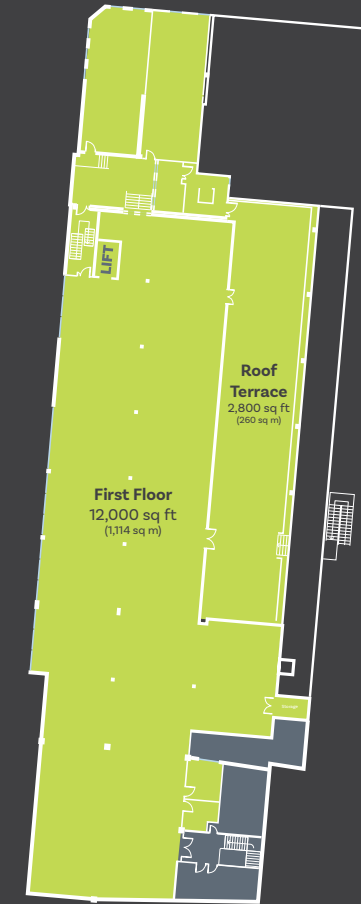 LIFT
Roof
Terrace
2,800 sq ft
(260 sq m)
First Floor
12,000 sq ft
(1,114 sq m)